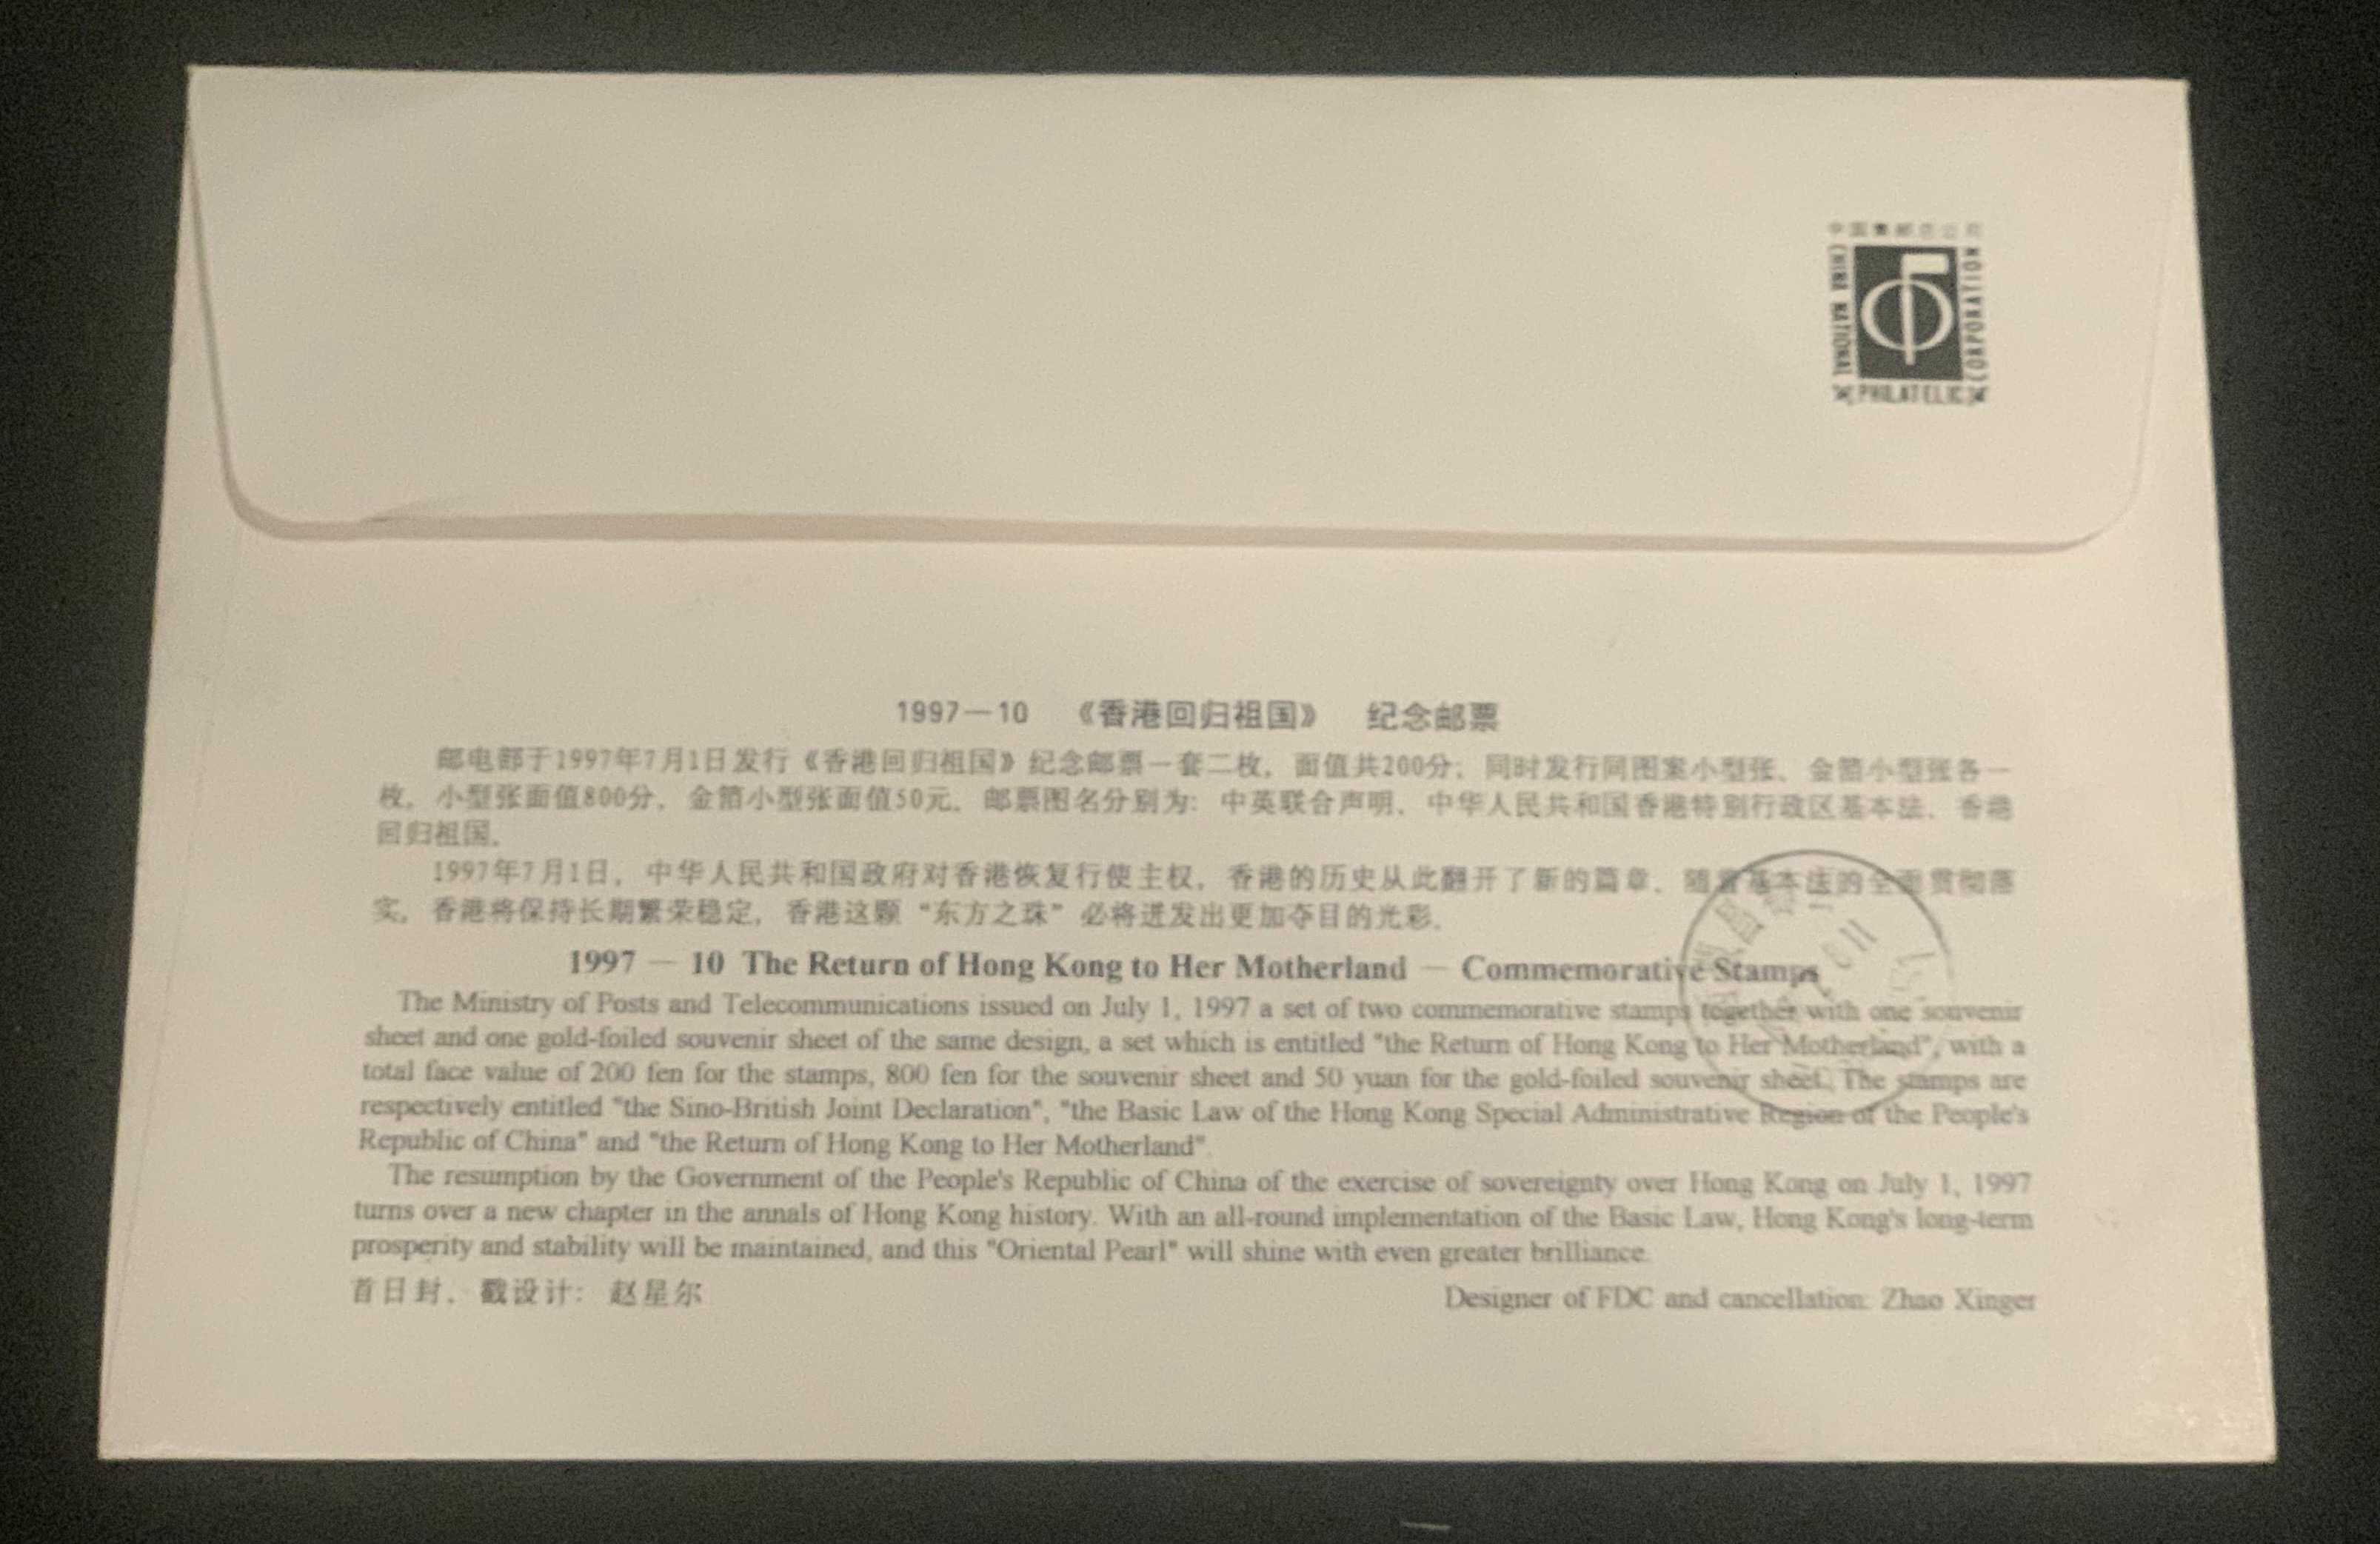 中国集邮总公司
CHINA NATIONAL
PHILATELIC
CORPORATION
1997—10 《香港回归祖国》 纪念邮票
邮电部于1997年7月1日发行《香港回归祖国》纪念邮票一套二枚，面值共200分；同时发行同图案小型张、金箔小型张各一
枚，小型张面值800分，金箔小型张面值50元。邮票图名分别为：中英联合声明、中华人民共和国香港特别行政区基本法、香港
回归祖国。
1997年7月1日，中华人民共和国政府对香港恢复行使主权，香港的历史从此翻开了新的篇章。随着基本法的全面贯彻落
实，香港将保持长期繁荣稳定，香港这颗“东方之珠”必将迸发出更加夺目的光彩。
1997 — 10 The Return of Hong Kong to Her Motherland — Commemorative Stamps
The Ministry of Posts and Telecommunications issued on July 1, 1997 a set of two commemorative stamps together with one souvenir
sheet and one gold-foiled souvenir sheet of the same design, a set which is entitled "the Return of Hong Kong to Her Motherland", with a
total face value of 200 fen for the stamps, 800 fen for the souvenir sheet and 50 yuan for the gold-foiled souvenir sheet. The stamps are
respectively entitled "the Sino-British Joint Declaration", "the Basic Law of the Hong Kong Special Administrative Region of the People's
Republic of China" and "the Return of Hong Kong to Her Motherland".
The resumption by the Government of the People's Republic of China of the exercise of sovereignty over Hong Kong on July 1, 1997
turns over a new chapter in the annals of Hong Kong history. With an all-round implementation of the Basic Law, Hong Kong's long-term
prosperity and stability will be maintained, and this "Oriental Pearl" will shine with even greater brilliance.
首日封、戳设计：赵星尔
Designer of FDC and cancellation: Zhao Xinger